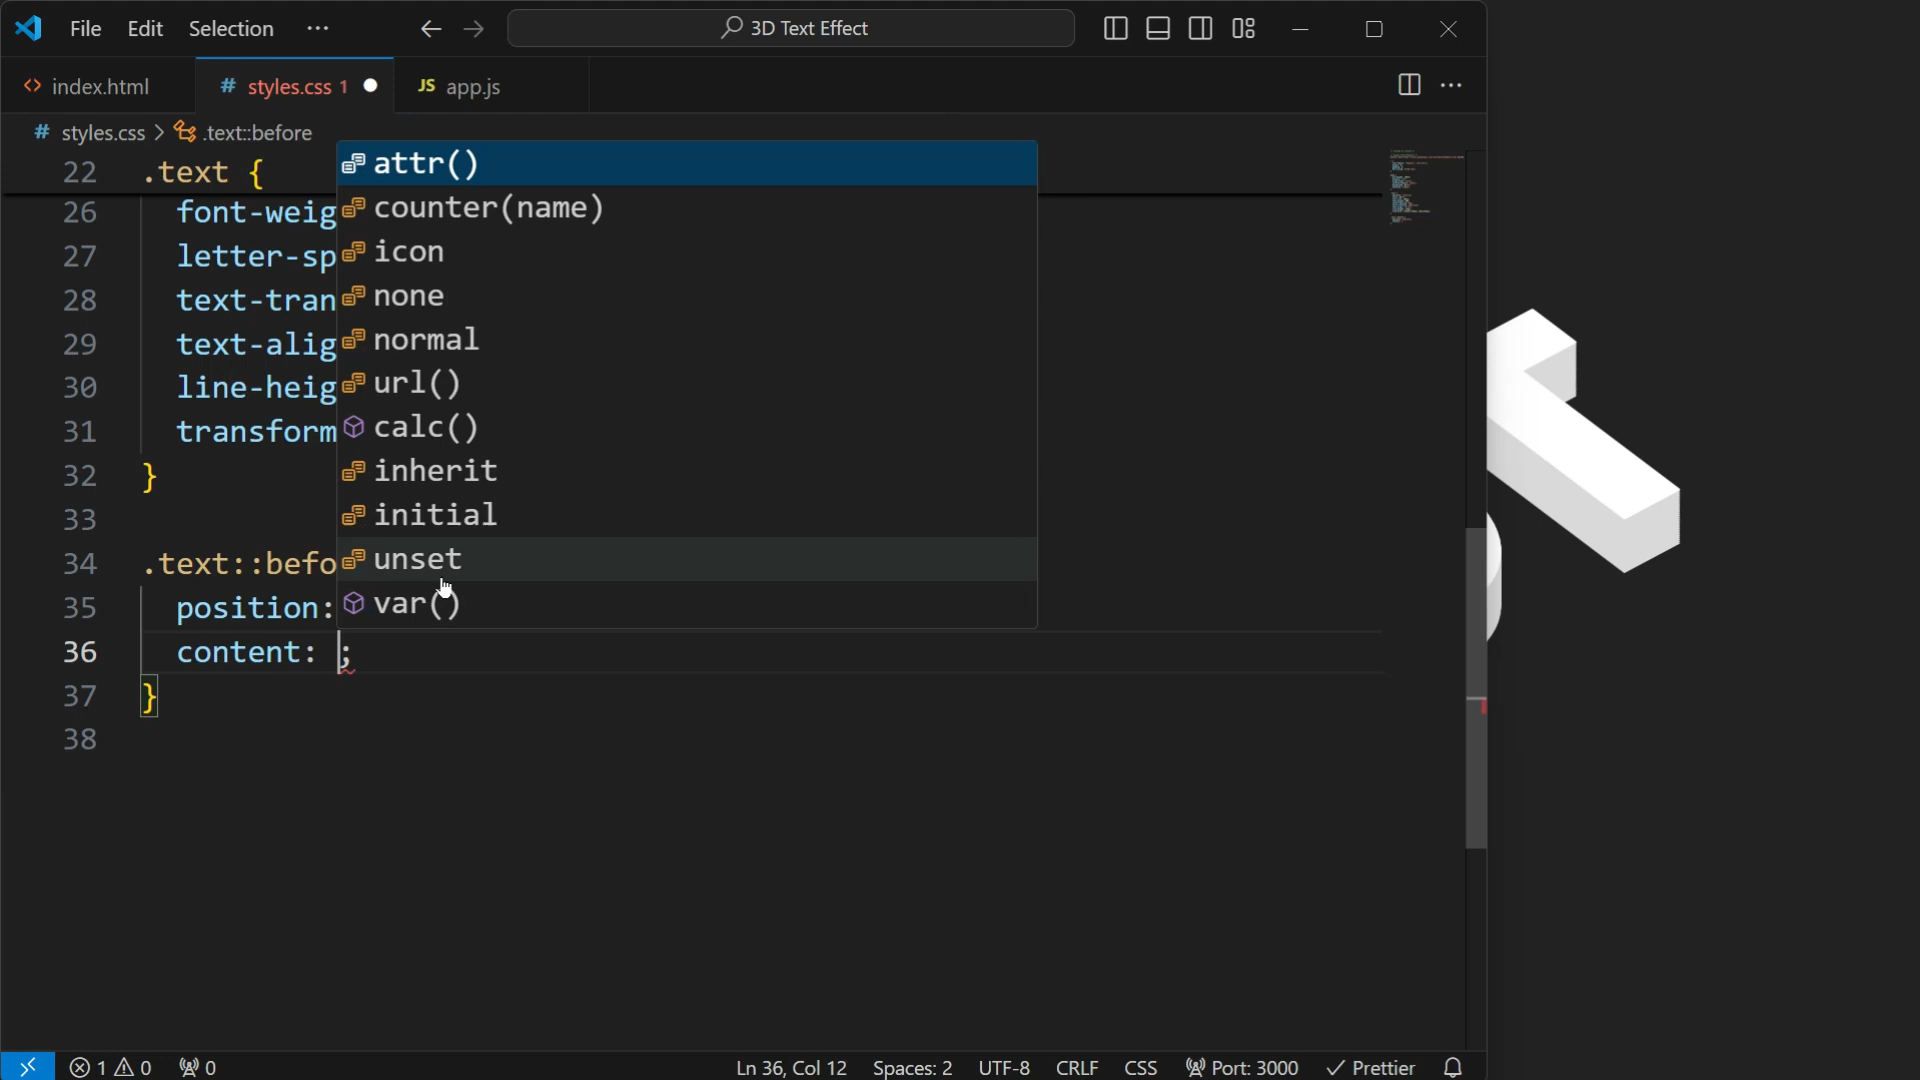 File Edit Selection ··· 3D Text Effect
index.html # styles.css 1 JS app.js
# styles.css > .text::before
22 .text {
26 font-weig
27 letter-sp
28 text-tran
29 text-alig
30 line-heig
31 transform
32 }
33
34 .text::befo
35 position:
36 content: ;
37 }
38
attr()
counter(name)
icon
none
normal
url()
calc()
inherit
initial
unset
var()
1 0 0 Ln 36, Col 12 Spaces: 2 UTF-8 CRLF CSS Port: 3000 Prettier